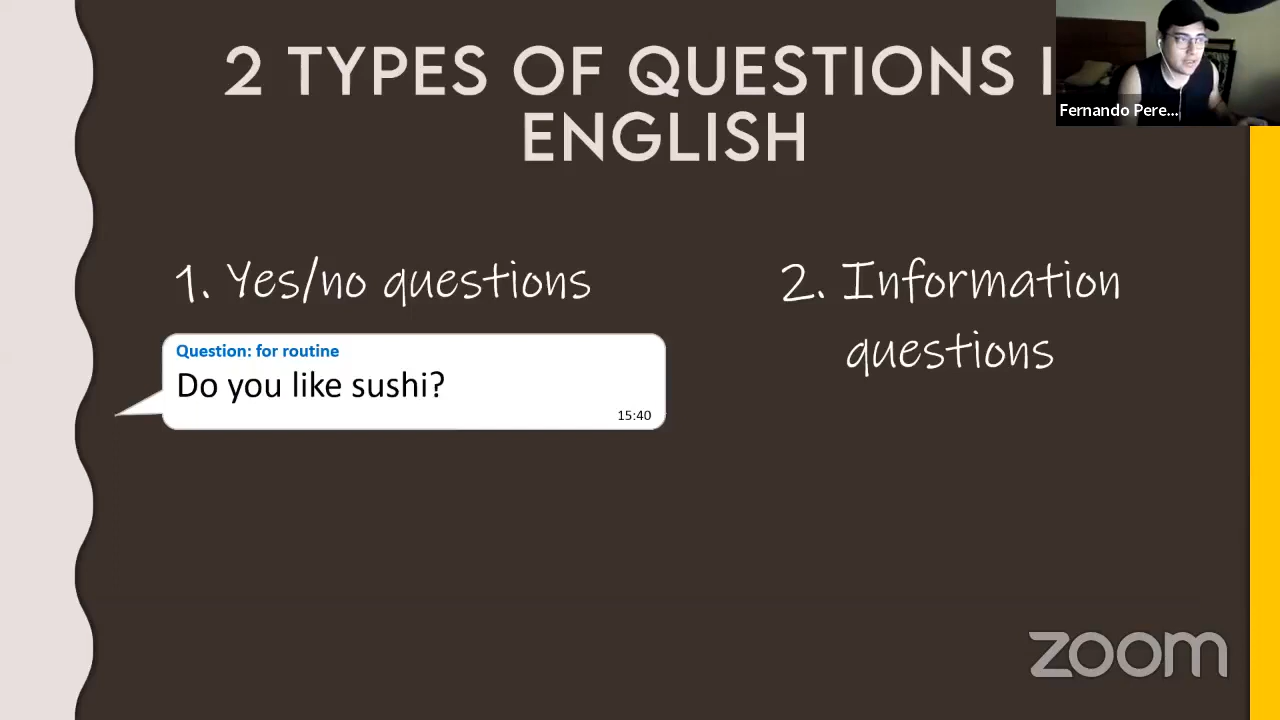 2 TYPES OF QUESTIONS I
ENGLISH
Fernando Pere...
1. Yes/no questions
2. Information
questions
Question: for routine
Do you like sushi?
15:40
zoom